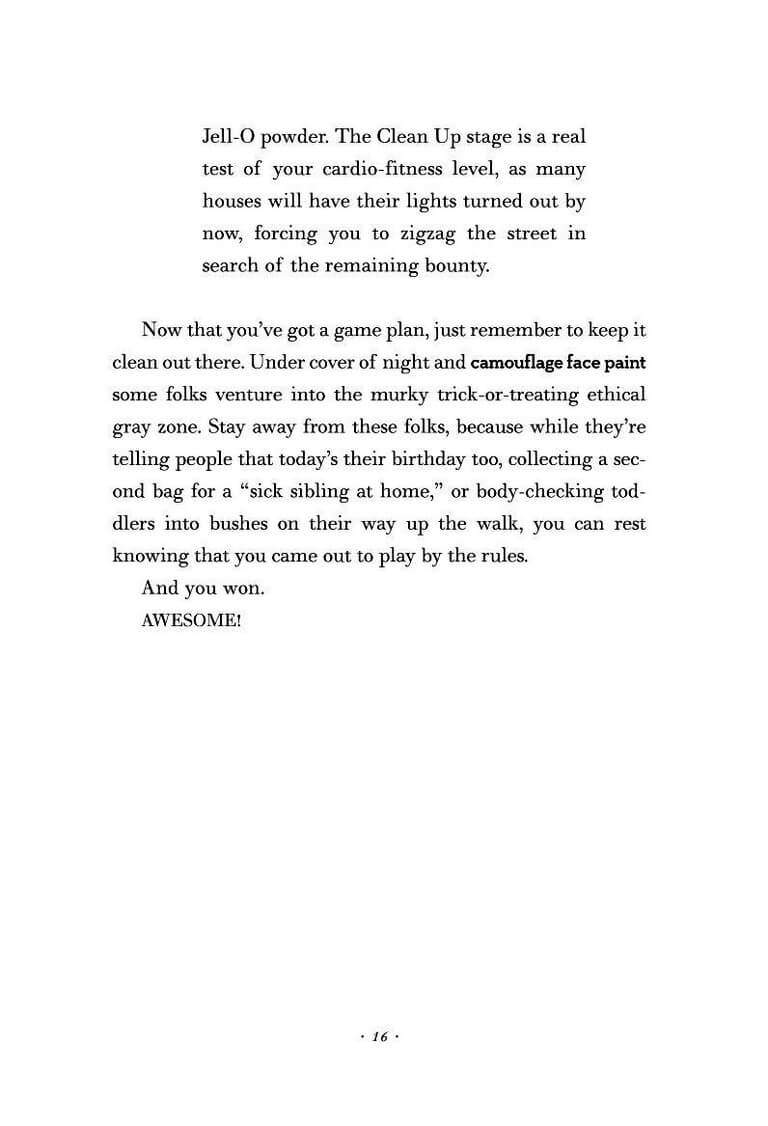 Jell-O powder. The Clean Up stage is a real
test of your cardio-fitness level, as many
houses will have their lights turned out by
now, forcing you to zigzag the street in
search of the remaining bounty.
Now that you’ve got a game plan, just remember to keep it
clean out there. Under cover of night and camouflage face paint
some folks venture into the murky trick-or-treating ethical
gray zone. Stay away from these folks, because while they’re
telling people that today’s their birthday too, collecting a sec-
ond bag for a “sick sibling at home,” or body-checking tod-
dlers into bushes on their way up the walk, you can rest
knowing that you came out to play by the rules.
And you won.
AWESOME!
· 16 ·